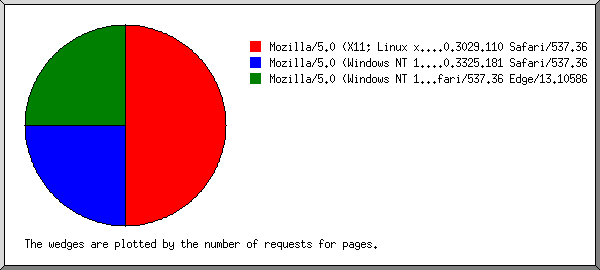 Mozilla/5.0 (X11; Linux x....0.3029.110 Safari/537.36
Mozilla/5.0 (Windows NT 1....0.3325.181 Safari/537.36
Mozilla/5.0 (Windows NT 1...fari/537.36 Edge/13.10586
The wedges are plotted by the number of requests for pages.